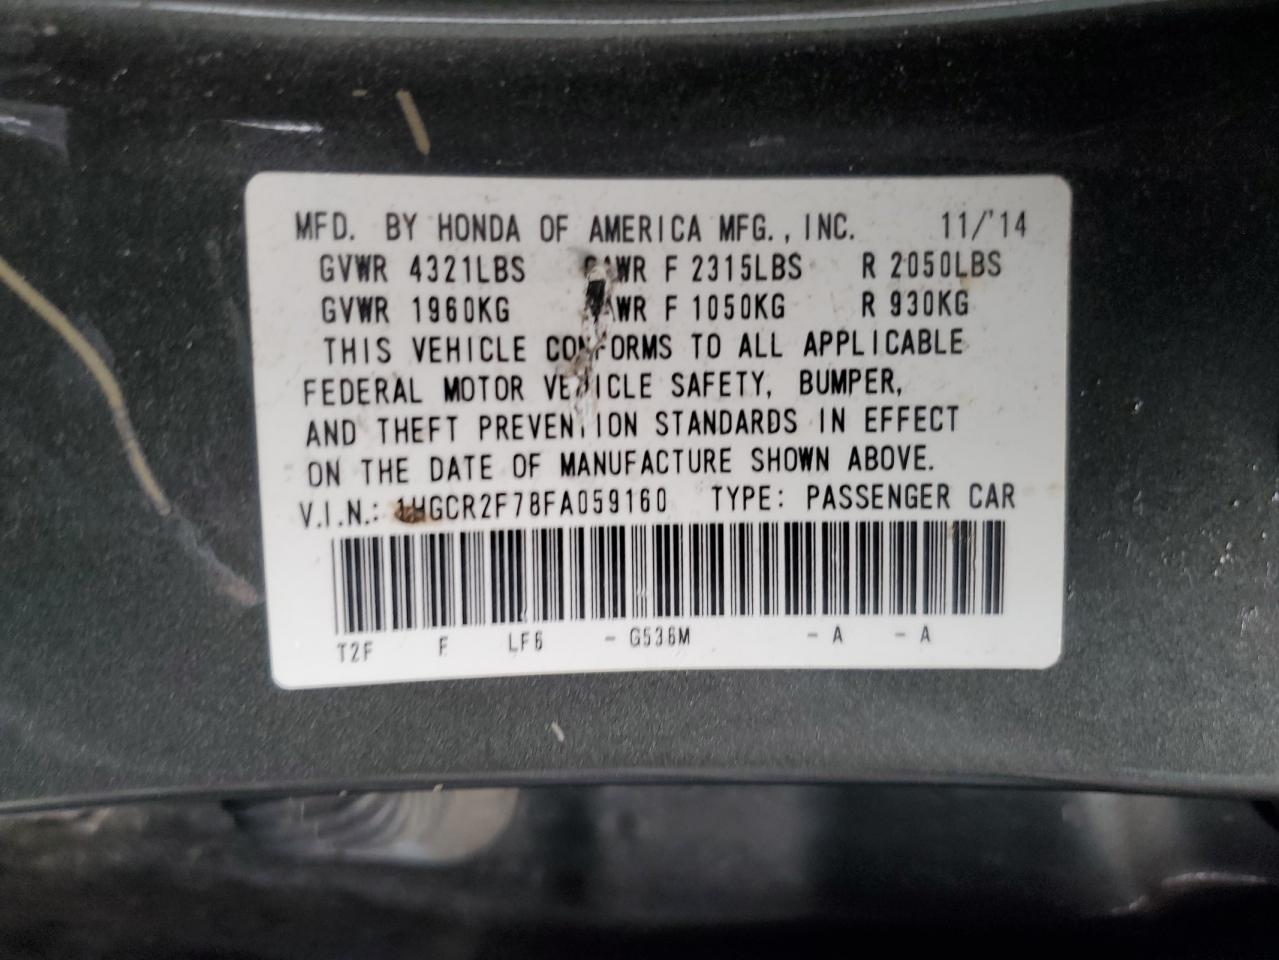 MFD. BY HONDA OF AMERICA MFG., INC. 11/'14
GVWR 4321LBS GAWR F 2315LBS R 2050LBS
GVWR 1960KG GAWR F 1050KG R 930KG
THIS VEHICLE CONFORMS TO ALL APPLICABLE
FEDERAL MOTOR VEHICLE SAFETY, BUMPER,
AND THEFT PREVENTION STANDARDS IN EFFECT
ON THE DATE OF MANUFACTURE SHOWN ABOVE.
V.I.N.: 1HGCR2F78FA059160 TYPE: PASSENGER CAR
T2F F LF6 - G536M - A - A